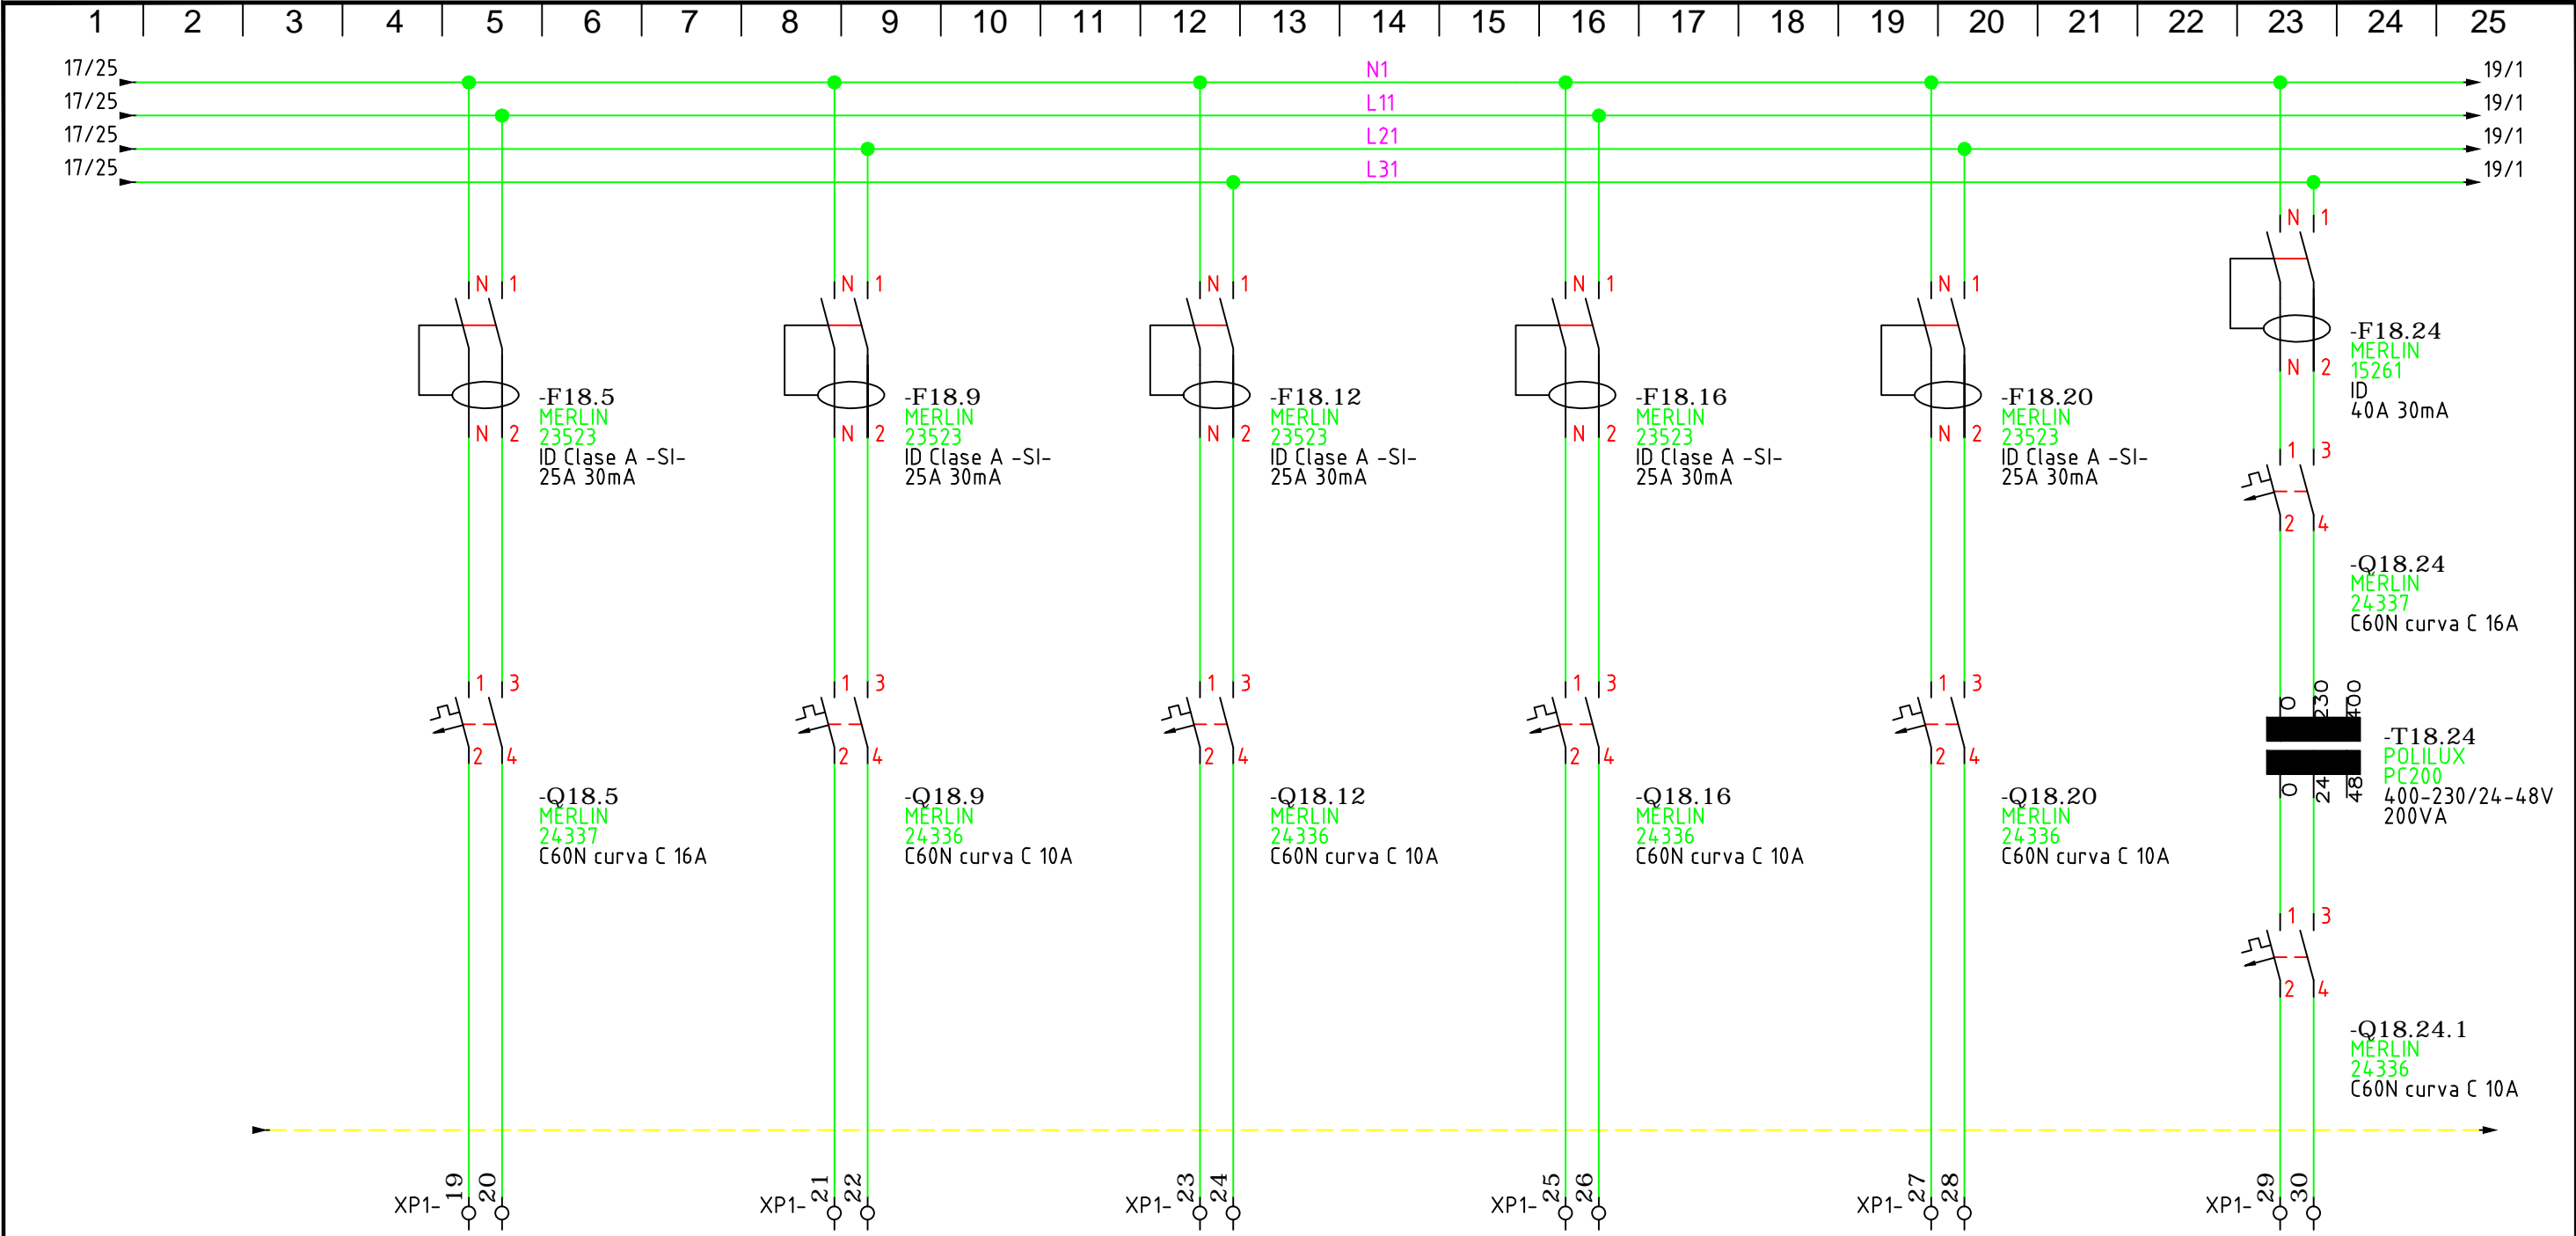 1 2 3 4 5 6 7 8 9 10 11 12 13 14 15 16 17 18 19 20 21 22 23 24 25
17/25 N1 19/1
17/25 L11 19/1
17/25 L21 19/1
17/25 L31 19/1
N 1
N 1
N 1
N 1
N 1
N 1
-F18.5
MERLIN
23523
N 2
ID Clase A -SI-
25A 30mA
-F18.9
MERLIN
23523
N 2
ID Clase A -SI-
25A 30mA
-F18.12
MERLIN
23523
N 2
ID Clase A -SI-
25A 30mA
-F18.16
MERLIN
23523
N 2
ID Clase A -SI-
25A 30mA
-F18.20
MERLIN
23523
N 2
ID Clase A -SI-
25A 30mA
-F18.24
MERLIN
15261
N 2
ID
40A 30mA
1 3
2 4
-Q18.24
MERLIN
24337
C60N curva C 16A
1 3
2 4
-Q18.5
MERLIN
24337
C60N curva C 16A
1 3
2 4
-Q18.9
MERLIN
24336
C60N curva C 10A
1 3
2 4
-Q18.12
MERLIN
24336
C60N curva C 10A
1 3
2 4
-Q18.16
MERLIN
24336
C60N curva C 10A
1 3
2 4
-Q18.20
MERLIN
24336
C60N curva C 10A
0 230 400
-T18.24
POLILUX
PC200
400-230/24-48V
200VA
0 24 48
1 3
2 4
-Q18.24.1
MERLIN
24336
C60N curva C 10A
XP1- 19 20
XP1- 21 22
XP1- 23 24
XP1- 25 26
XP1- 27 28
XP1- 29 30